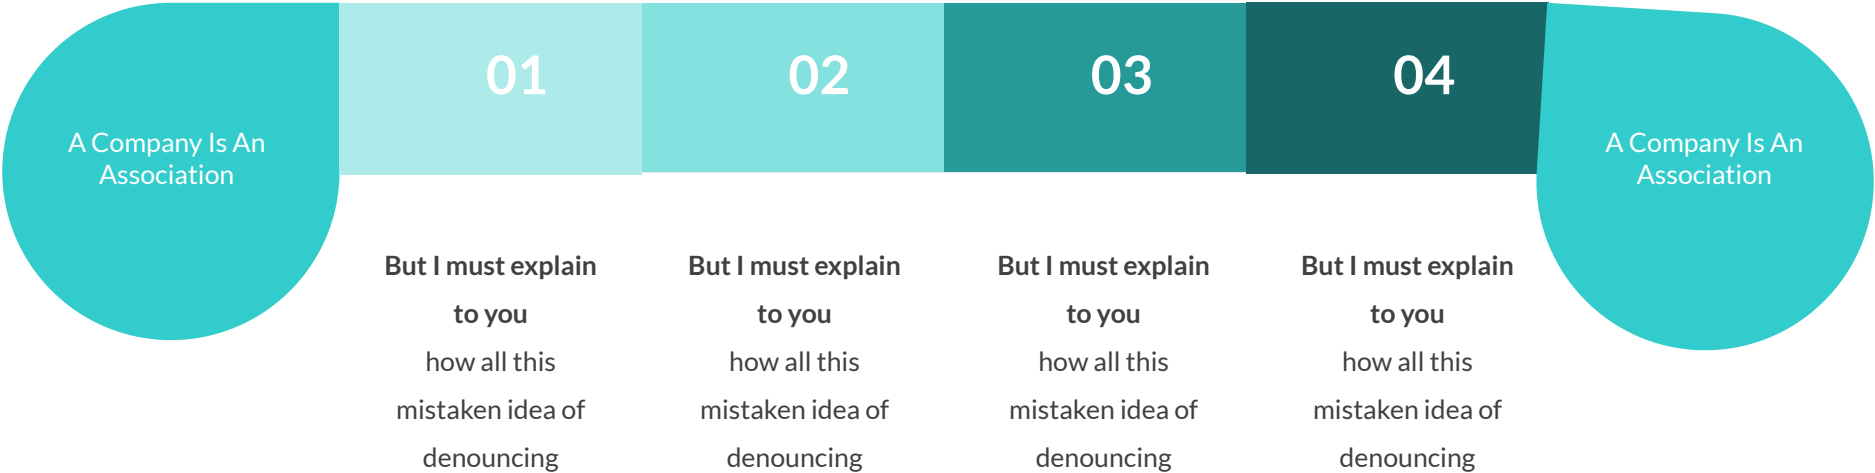 A Company Is An
Association
01
02
03
04
A Company Is An
Association
But I must explain
to you
how all this
mistaken idea of
denouncing
But I must explain
to you
how all this
mistaken idea of
denouncing
But I must explain
to you
how all this
mistaken idea of
denouncing
But I must explain
to you
how all this
mistaken idea of
denouncing